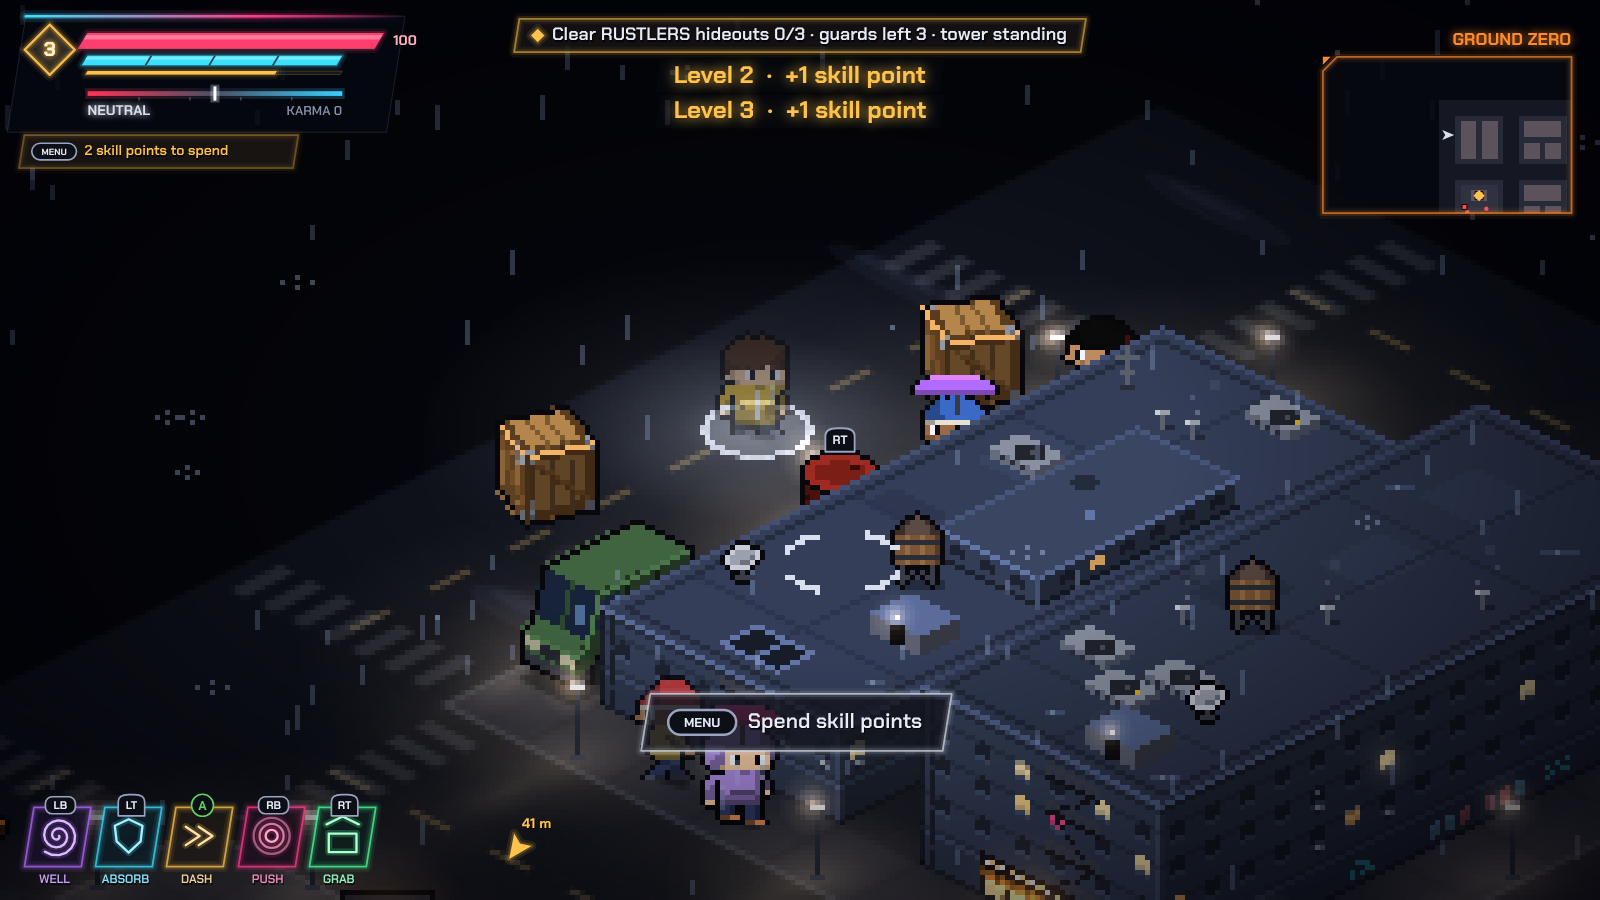 3
100
NEUTRAL
KARMA 0
MENU 2 skill points to spend
Clear RUSTLERS hideouts 0/3 · guards left 3 · tower standing
Level 2 · +1 skill point
Level 3 · +1 skill point
GROUND ZERO
RT
MENU Spend skill points
41 m
LB
LT
A
RB
RT
WELL
ABSORB
DASH
PUSH
GRAB